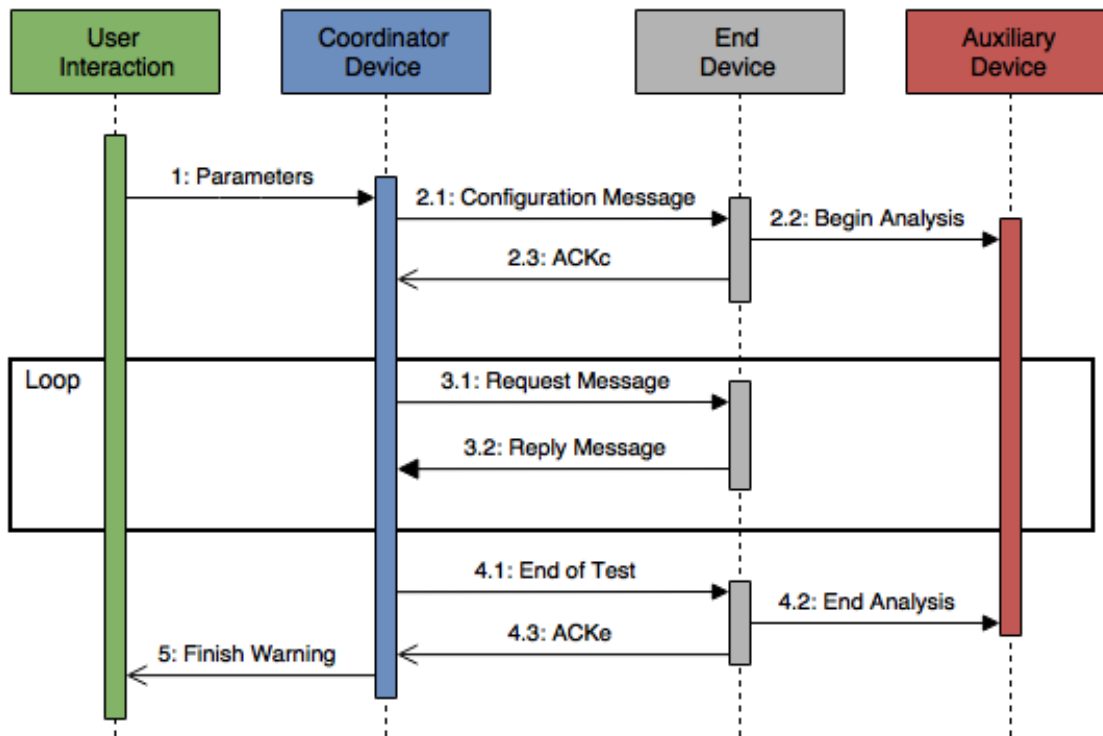 User
Interaction
Coordinator
Device
End
Device
Auxiliary
Device
1: Parameters
2.1: Configuration Message
2.2: Begin Analysis
2.3: ACKc
Loop
3.1: Request Message
3.2: Reply Message
4.1: End of Test
4.2: End Analysis
4.3: ACKe
5: Finish Warning